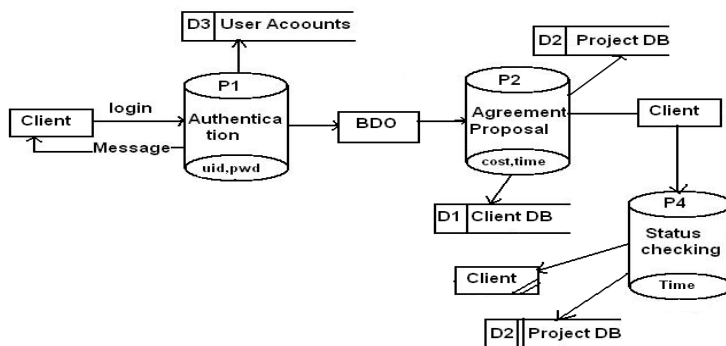 D3 User Acoounts
D2 Project DB
P1
P2
Client
login
Authentica
tion
Message
uid,pwd
BDO
Agreement
Proposal
cost,time
Client
D1 Client DB
P4
Status
checking
Time
Client
D2 Project DB